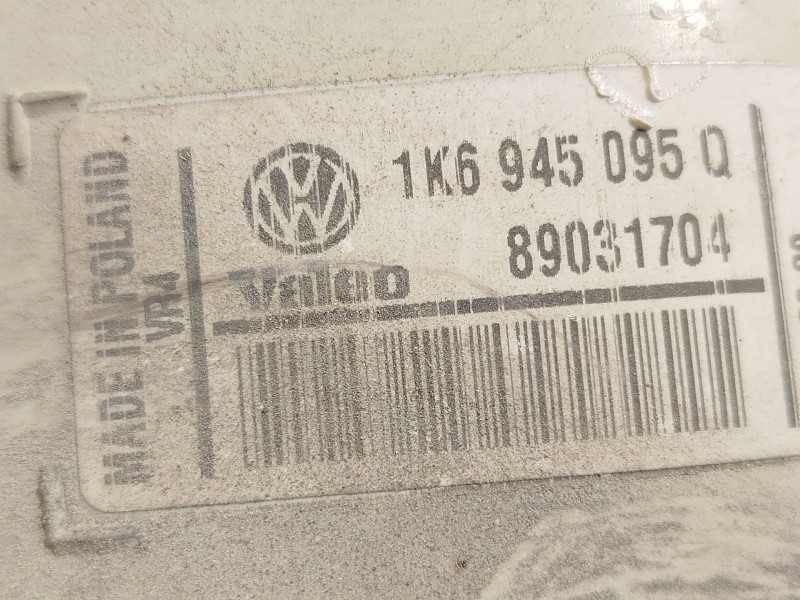 MADE IN POLAND
VR4
1K6 945 095 Q
89031704
Valeo